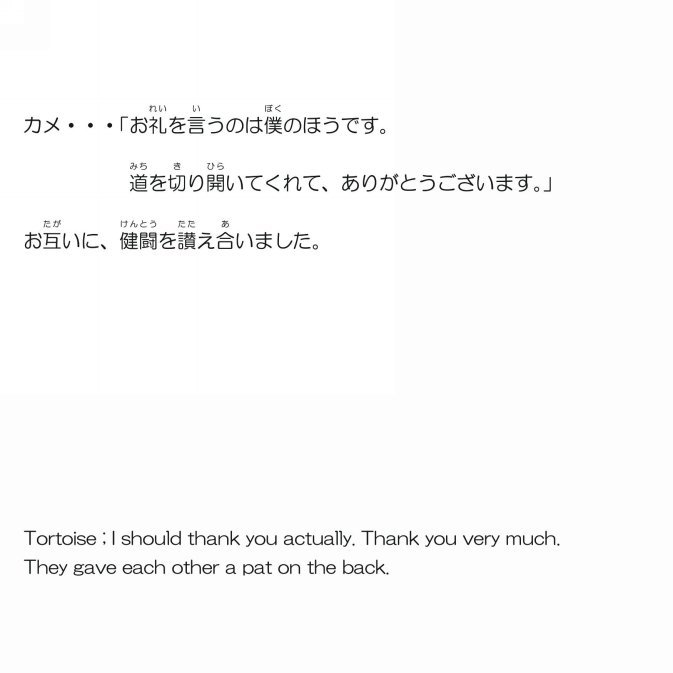 カメ・・・「お礼を言うのは僕のほうです。
道を切り開いてくれて、ありがとうございます。」
お互いに、健闘を讃え合いました。
Tortoise ; I should thank you actually. Thank you very much.
They gave each other a pat on the back.